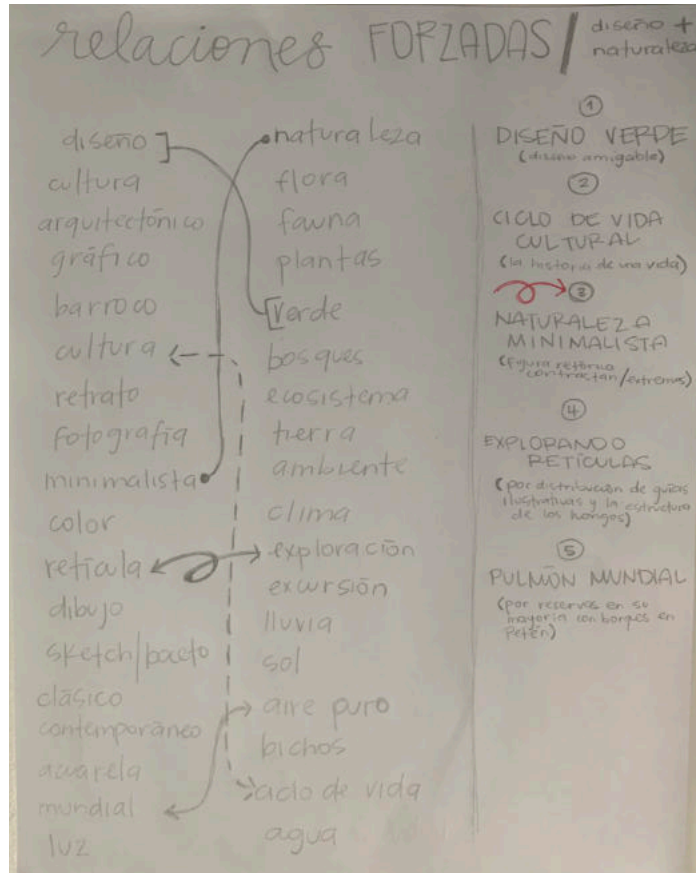 relaciones FORZADAS / diseño +
naturaleza
diseño
cultura
arquitectónico
gráfico
barroco
cultura
retrato
fotografía
minimalista
color
retícula
dibujo
sketch/boceto
clásico
contemporáneo
acuarela
mundial
luz
naturaleza
flora
fauna
plantas
verde
bosques
ecosistema
tierra
ambiente
clima
exploración
excursión
lluvia
sol
aire puro
bichos
ciclo de vida
agua
1
DISEÑO VERDE
(diseño amigable)
2
CICLO DE VIDA
CULTURAL
(la historia de una vida)
3
NATURALEZA
MINIMALISTA
(figura retórica
contractan/extremos)
4
EXPLORANDO
RETÍCULAS
(por distribución de guías
ilustrativas y la estructura
de los hongos)
5
PULMÓN MUNDIAL
(por reservas en su
mayoría con borques en
Petén)